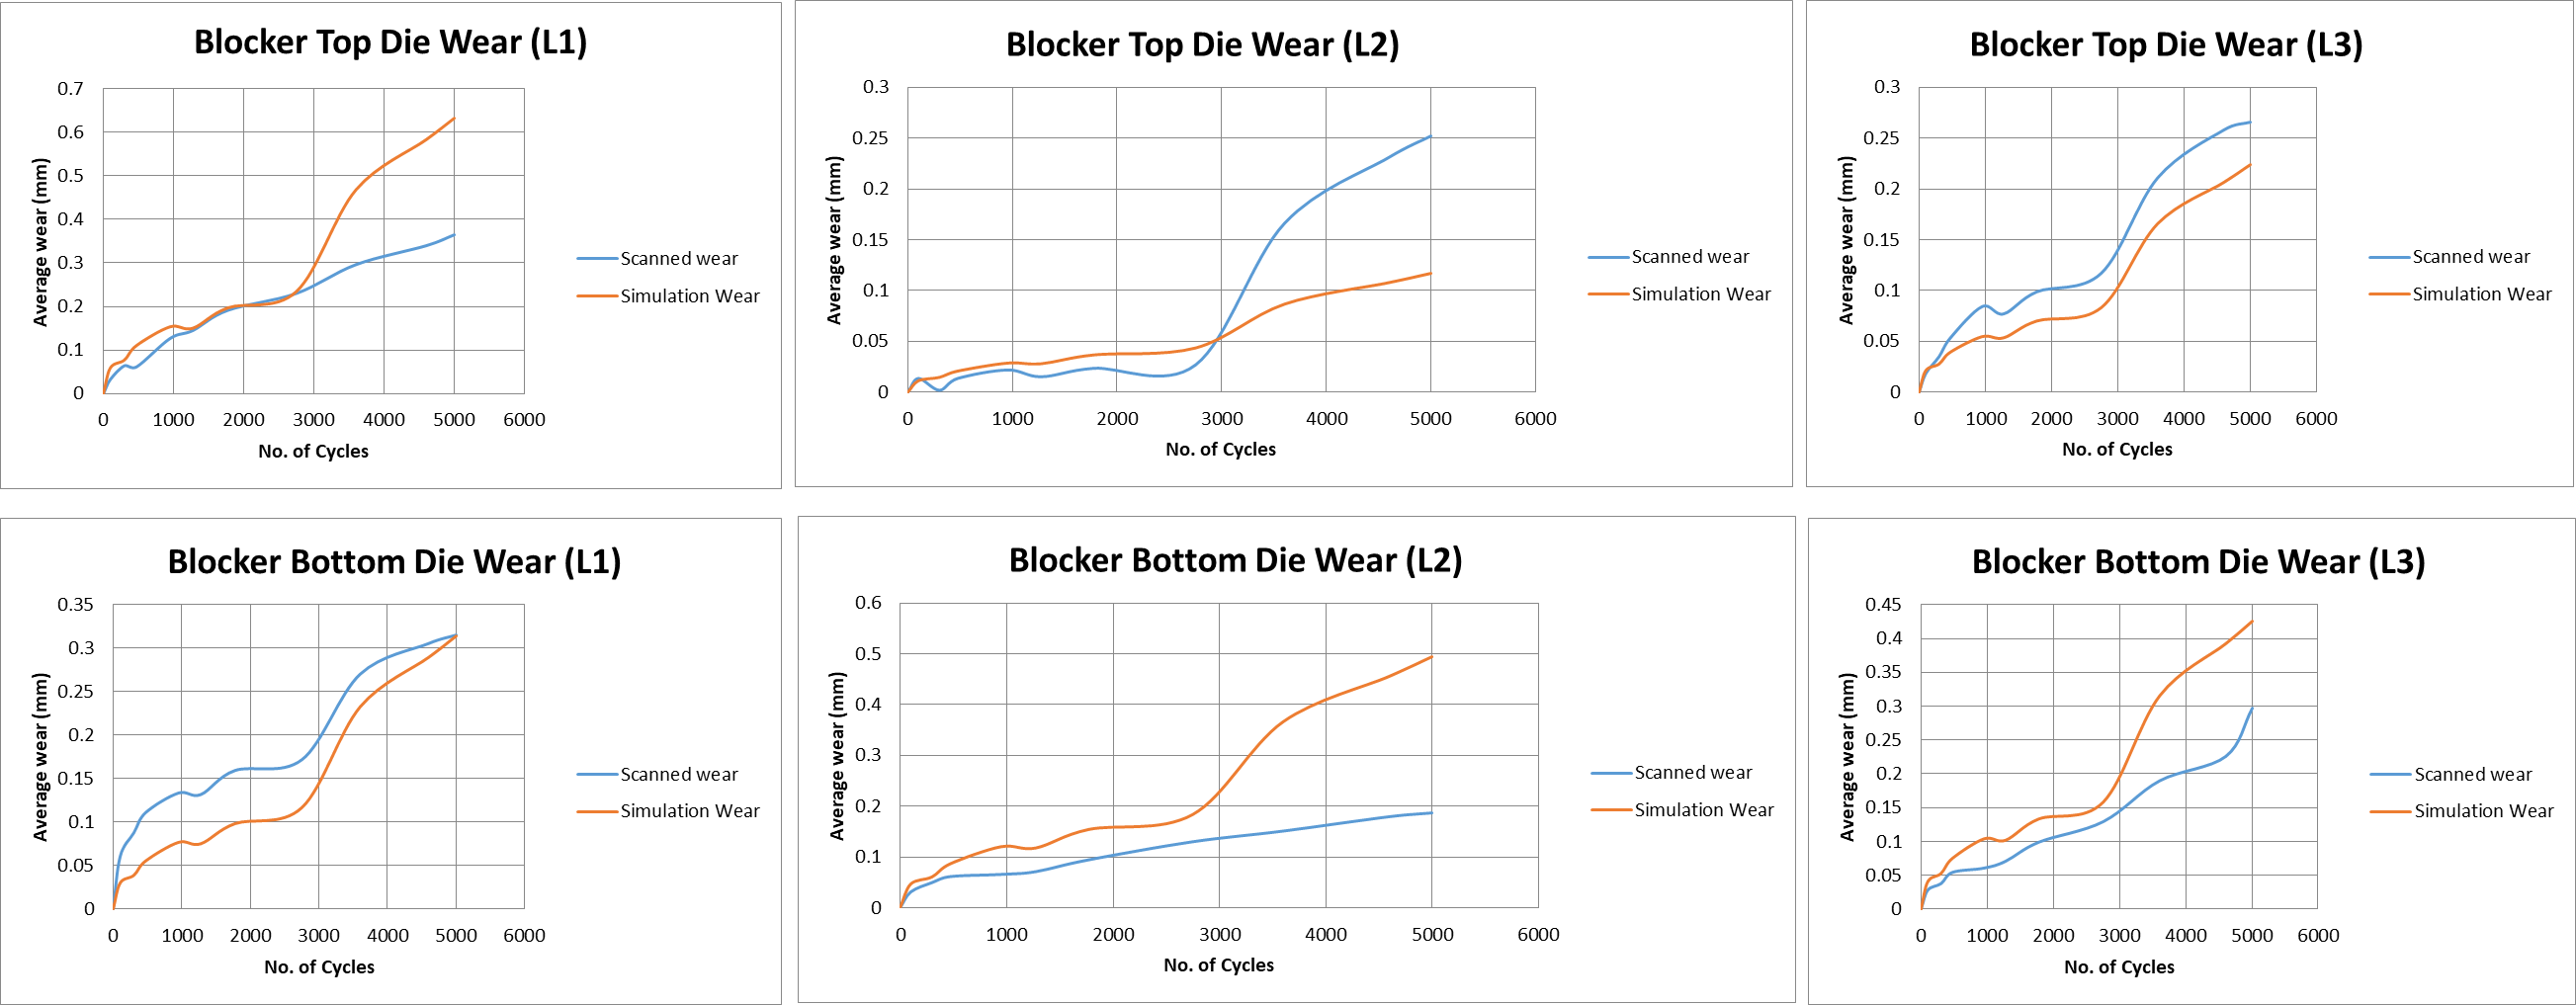 Blocker Top Die Wear (L1)
Average wear (mm)
0.7
0.6
0.5
0.4
0.3
0.2
0.1
0
0 1000 2000 3000 4000 5000 6000
No. of Cycles
Scanned wear
Simulation Wear
Blocker Top Die Wear (L2)
Average wear (mm)
0.3
0.25
0.2
0.15
0.1
0.05
0
0 1000 2000 3000 4000 5000 6000
No. of Cycles
Scanned wear
Simulation Wear
Blocker Top Die Wear (L3)
Average wear (mm)
0.3
0.25
0.2
0.15
0.1
0.05
0
0 1000 2000 3000 4000 5000 6000
No. of Cycles
Scanned wear
Simulation Wear
Blocker Bottom Die Wear (L1)
Average wear (mm)
0.35
0.3
0.25
0.2
0.15
0.1
0.05
0
0 1000 2000 3000 4000 5000 6000
No. of Cycles
Scanned wear
Simulation Wear
Blocker Bottom Die Wear (L2)
Average wear (mm)
0.6
0.5
0.4
0.3
0.2
0.1
0
0 1000 2000 3000 4000 5000 6000
No. of Cycles
Scanned wear
Simulation Wear
Blocker Bottom Die Wear (L3)
Average wear (mm)
0.45
0.4
0.35
0.3
0.25
0.2
0.15
0.1
0.05
0
0 1000 2000 3000 4000 5000 6000
No. of Cycles
Scanned wear
Simulation Wear